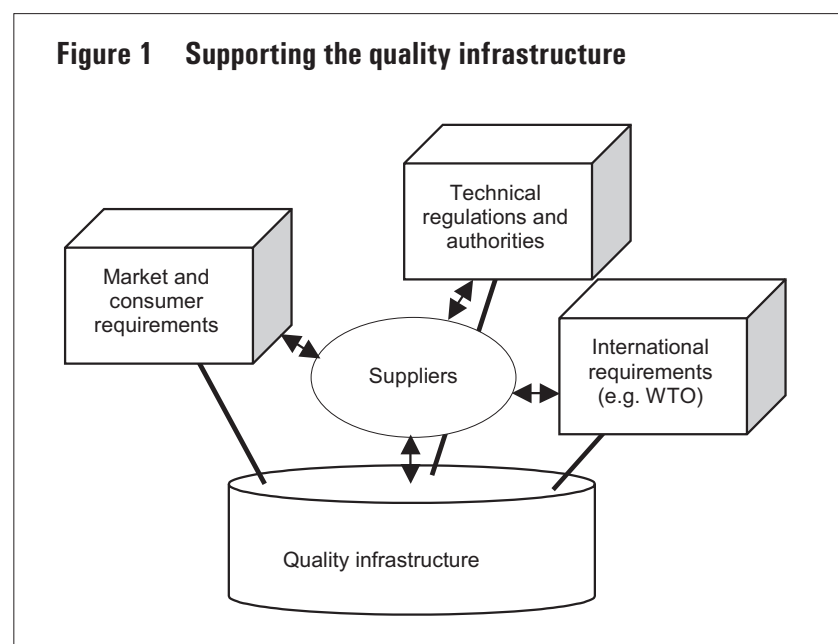 Figure 1 Supporting the quality infrastructure
Technical
regulations and
authorities
Market and
consumer
requirements
International
requirements
(e.g. WTO)
Suppliers
Quality infrastructure